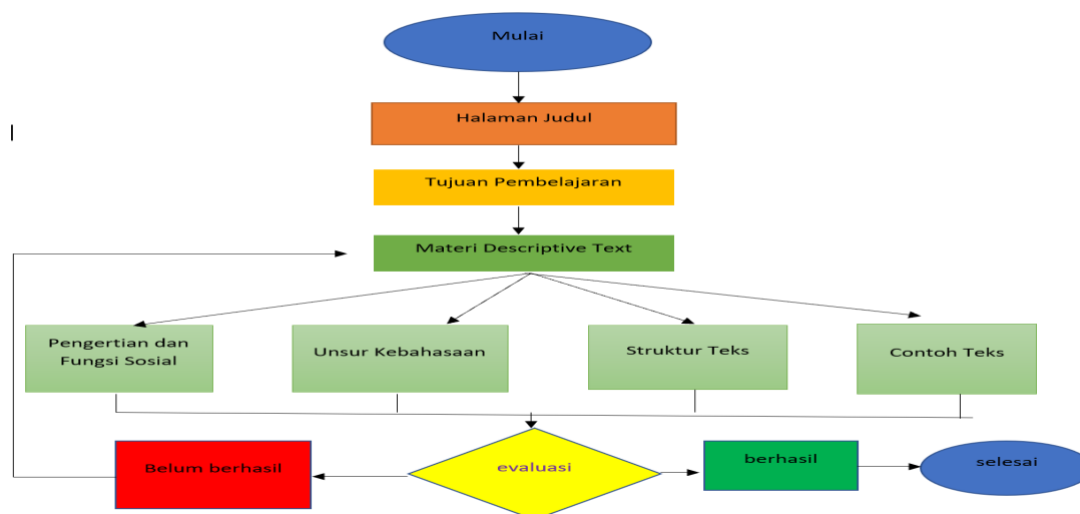 Mulai
Halaman Judul
Tujuan Pembelajaran
Materi Descriptive Text
Pengertian dan
Fungsi Sosial
Unsur Kebahasaan
Struktur Teks
Contoh Teks
Belum berhasil
evaluasi
berhasil
selesai